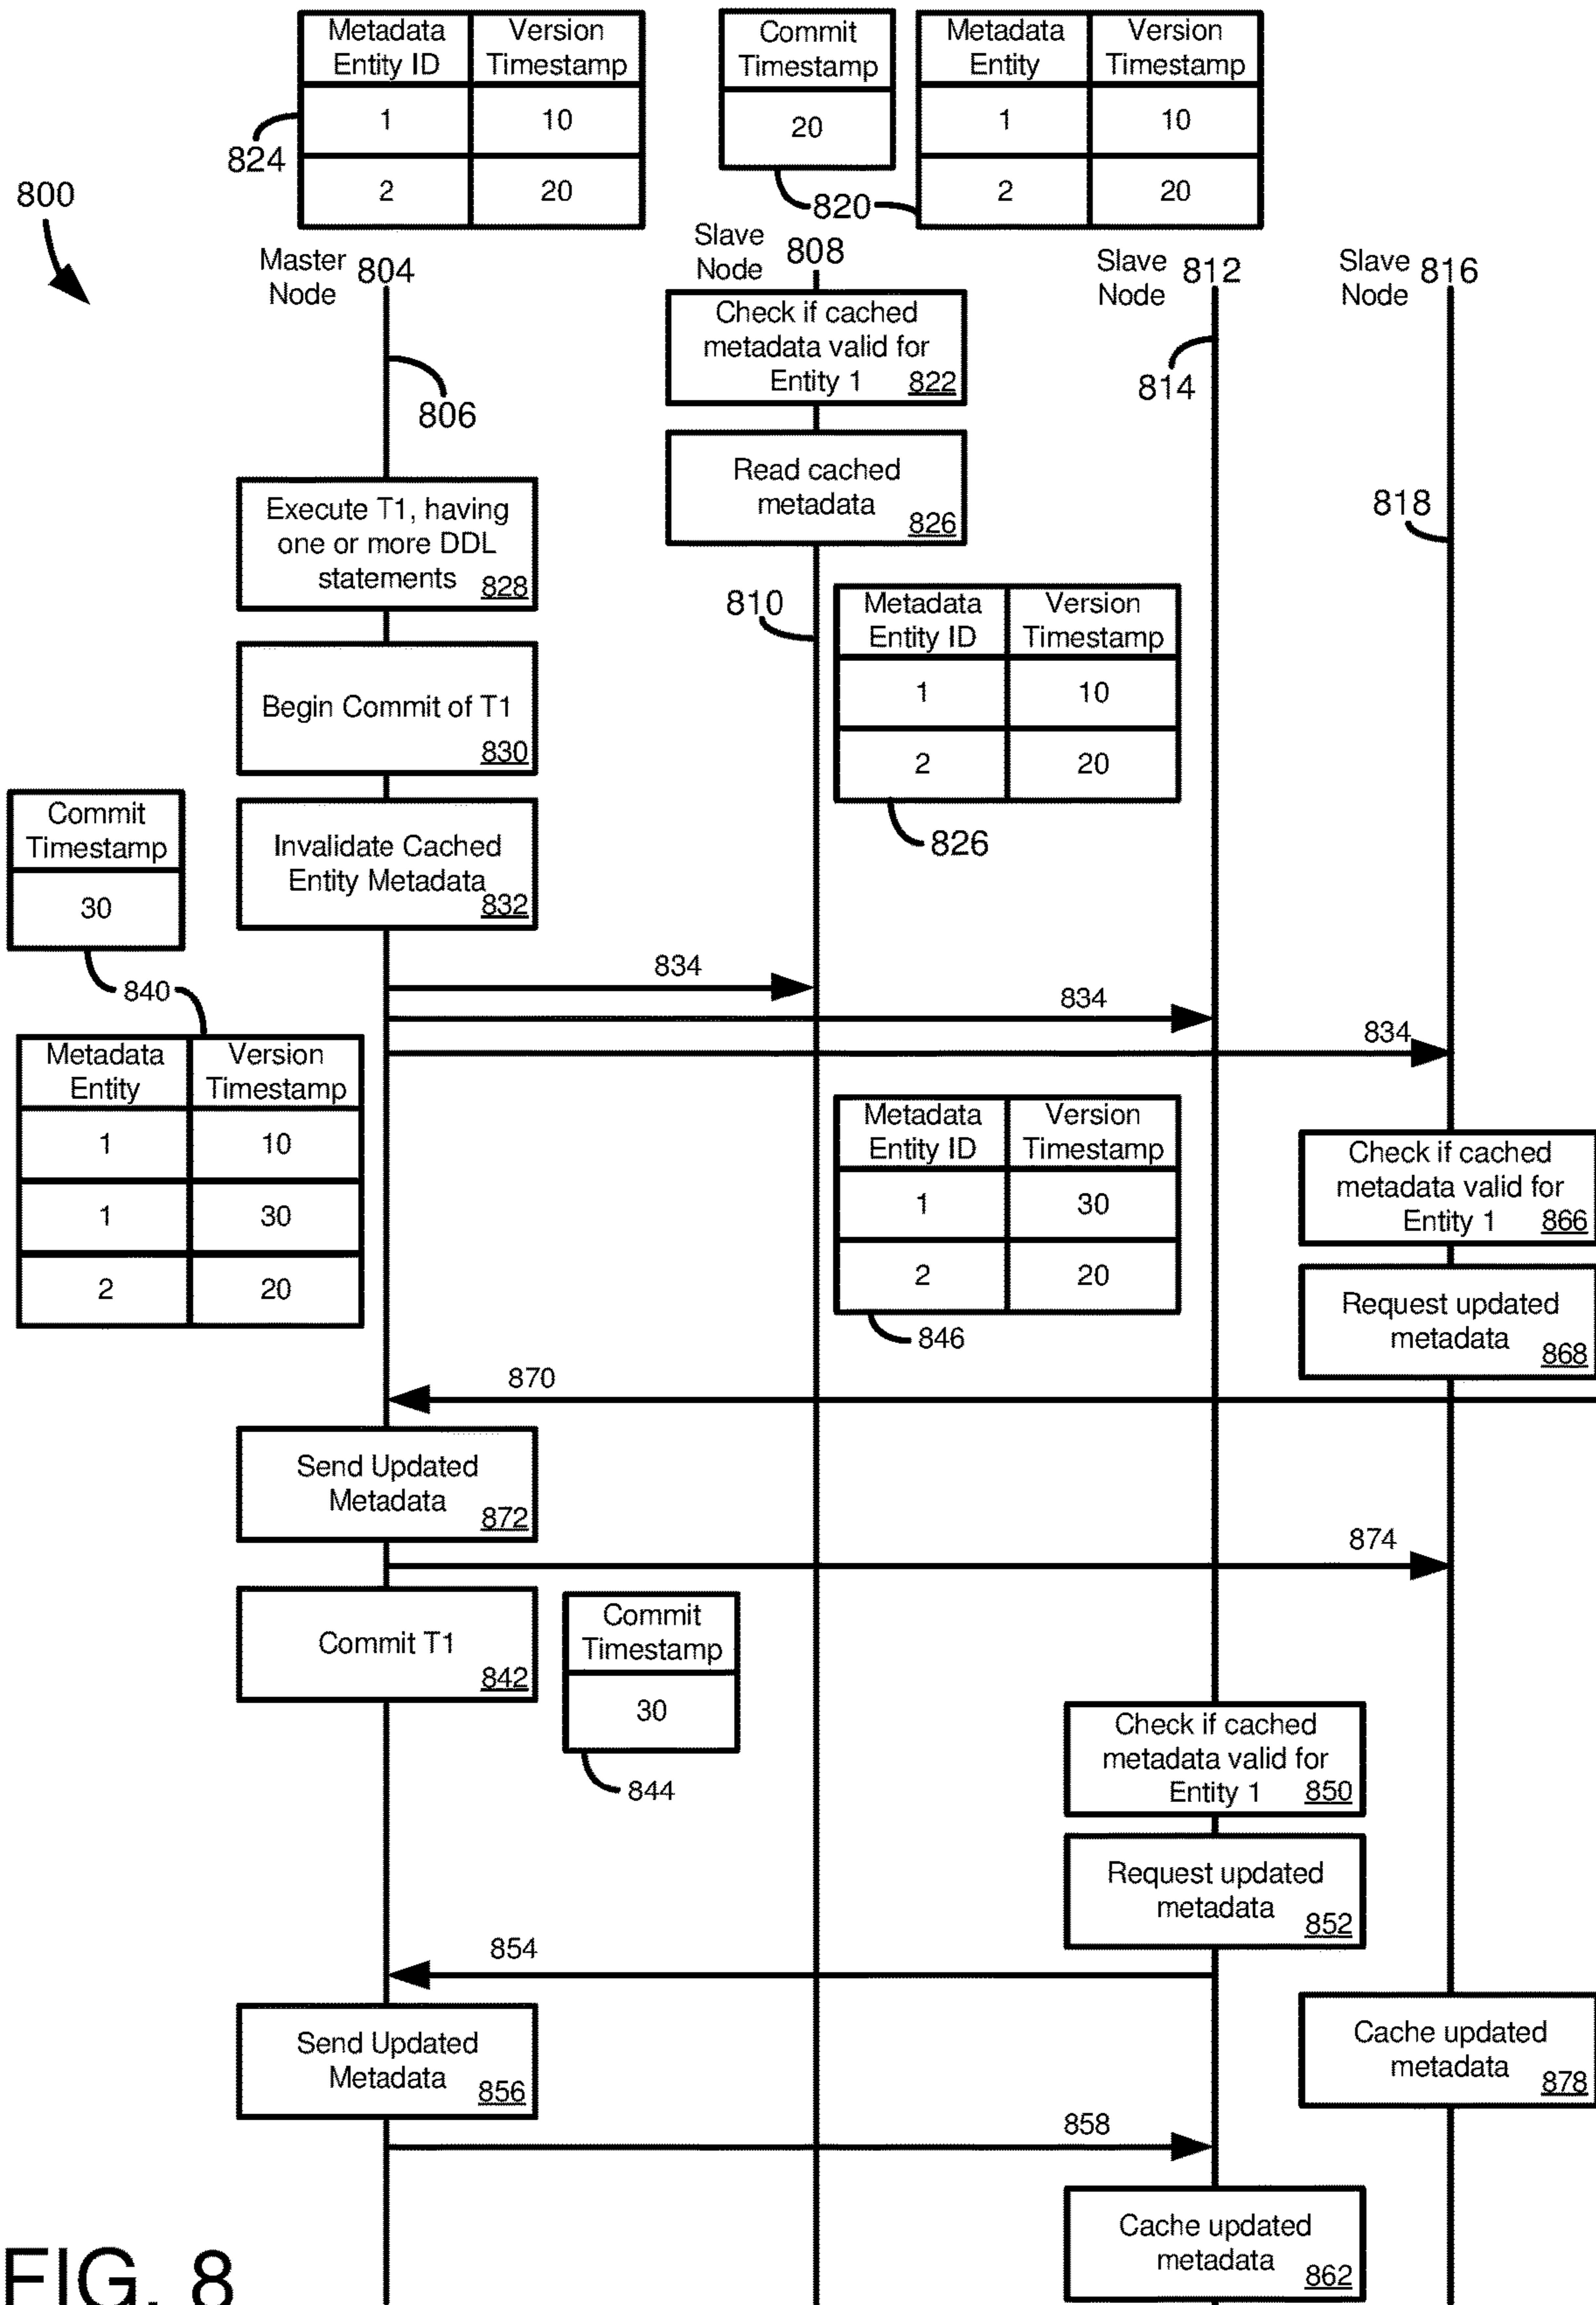 Metadata Entity ID | Version Timestamp
1 | 10
2 | 20
824
Commit Timestamp
20
Metadata Entity | Version Timestamp
1 | 10
2 | 20
820
800
Master Node 804
Slave Node 808
Slave Node 812
Slave Node 816
806
Check if cached
metadata valid for
Entity 1 822
814
Read cached
metadata
826
818
Execute T1, having
one or more DDL
statements 828
810
Metadata Entity ID | Version Timestamp
1 | 10
2 | 20
826
Begin Commit of T1
830
Commit Timestamp
30
Invalidate Cached
Entity Metadata
832
840
834
834
834
Metadata Entity | Version Timestamp
1 | 10
1 | 30
2 | 20
Metadata Entity ID | Version Timestamp
1 | 30
2 | 20
846
Check if cached
metadata valid for
Entity 1 866
Request updated
metadata
868
870
Send Updated
Metadata
872
874
Commit T1
842
Commit Timestamp
30
844
Check if cached
metadata valid for
Entity 1 850
Request updated
metadata
852
854
Send Updated
Metadata
856
Cache updated
metadata
878
858
Cache updated
metadata
862
FIG. 8